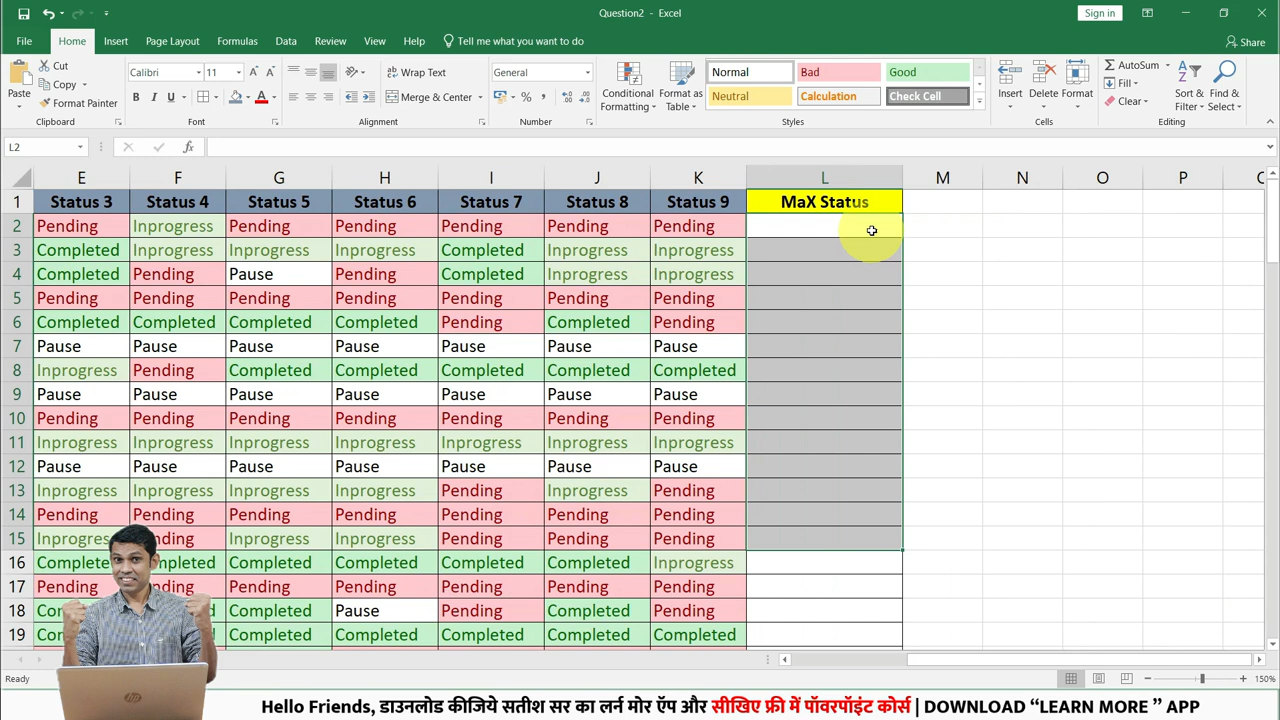 Question2 - Excel
Sign in
File Home Insert Page Layout Formulas Data Review View Help Tell me what you want to do Share
Paste Cut Copy Format Painter Clipboard
Calibri 11 A A B I U A Font
Wrap Text Merge & Center Alignment
General % , Number
Conditional Formatting Format as Table
Normal Bad Good
Neutral Calculation Check Cell
Styles
Insert Delete Format Cells
AutoSum Fill Clear Sort & Filter Find & Select Editing
L2 fx
E F G H I J K L M N O P
1 Status 3 Status 4 Status 5 Status 6 Status 7 Status 8 Status 9 MaX Status
2 Pending Inprogress Pending Pending Pending Pending Pending
3 Completed Inprogress Inprogress Inprogress Completed Inprogress Inprogress
4 Completed Pending Pause Pending Completed Inprogress Inprogress
5 Pending Pending Pending Pending Pending Pending Pending
6 Completed Completed Completed Completed Pending Completed Pending
7 Pause Pause Pause Pause Pause Pause Pause
8 Inprogress Pending Completed Completed Completed Completed Completed
9 Pause Pause Pause Pause Pause Pause Pause
10 Pending Pending Pending Pending Pending Pending Pending
11 Inprogress Inprogress Inprogress Inprogress Inprogress Inprogress Inprogress
12 Pause Pause Pause Pause Pause Pause Pause
13 Inprogress Inprogress Inprogress Inprogress Pending Inprogress Pending
14 Pending Pending Pending Pending Pending Pending Pending
15 Inprogress Inprogress Inprogress Pending Pending Pending
16 Completed Completed Completed Completed Inprogress
17 Pending Pending Pending Pending Pending Pending Pending
18 Completed Pause Pending Completed Pending
19 Completed Completed Completed Completed Completed
Ready 150%
hp
Hello Friends, डाउनलोड कीजिये सतीश सर का लर्न मोर ऍप और सीखिए फ्री में पॉवरपॉइंट कोर्स | DOWNLOAD “LEARN MORE ” APP